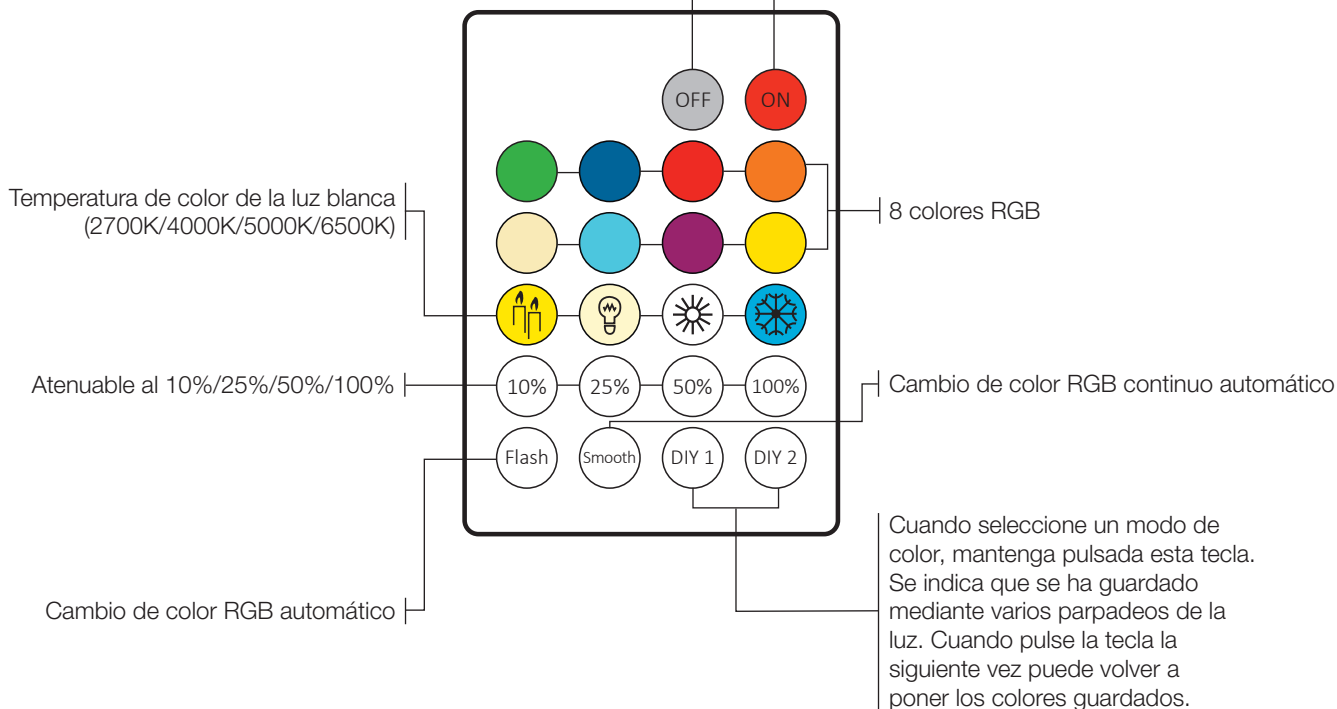 OFF
ON
Temperatura de color de la luz blanca
(2700K/4000K/5000K/6500K)
8 colores RGB
Atenuable al 10%/25%/50%/100%
10%
25%
50%
100%
Cambio de color RGB continuo automático
Flash
Smooth
DIY 1
DIY 2
Cambio de color RGB automático
Cuando seleccione un modo de
color, mantenga pulsada esta tecla.
Se indica que se ha guardado
mediante varios parpadeos de la
luz. Cuando pulse la tecla la
siguiente vez puede volver a
poner los colores guardados.